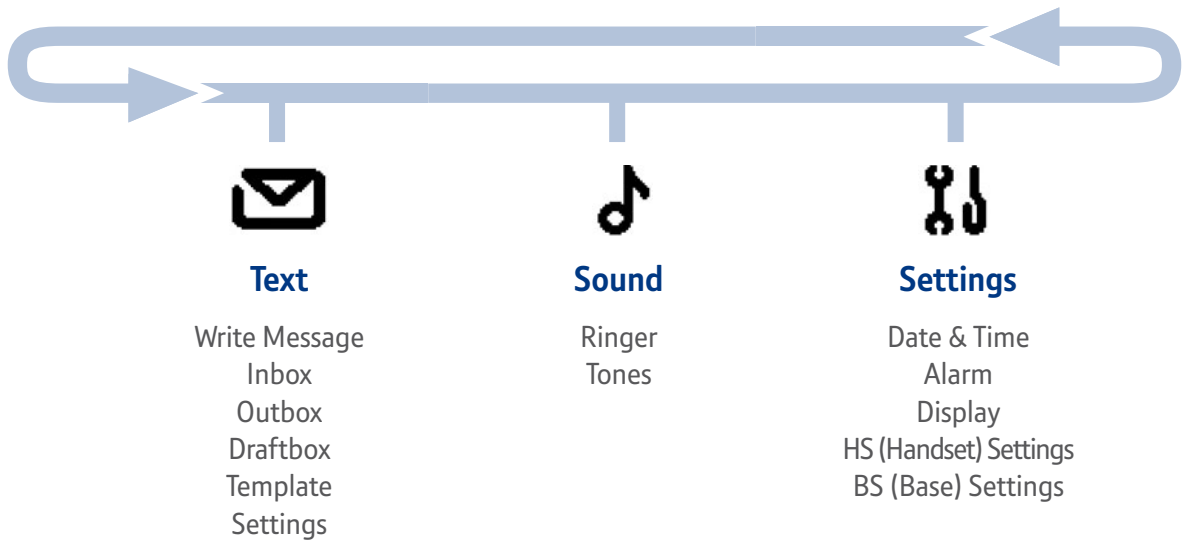 Text
Write Message
Inbox
Outbox
Draftbox
Template
Settings
Sound
Ringer
Tones
Settings
Date & Time
Alarm
Display
HS (Handset) Settings
BS (Base) Settings